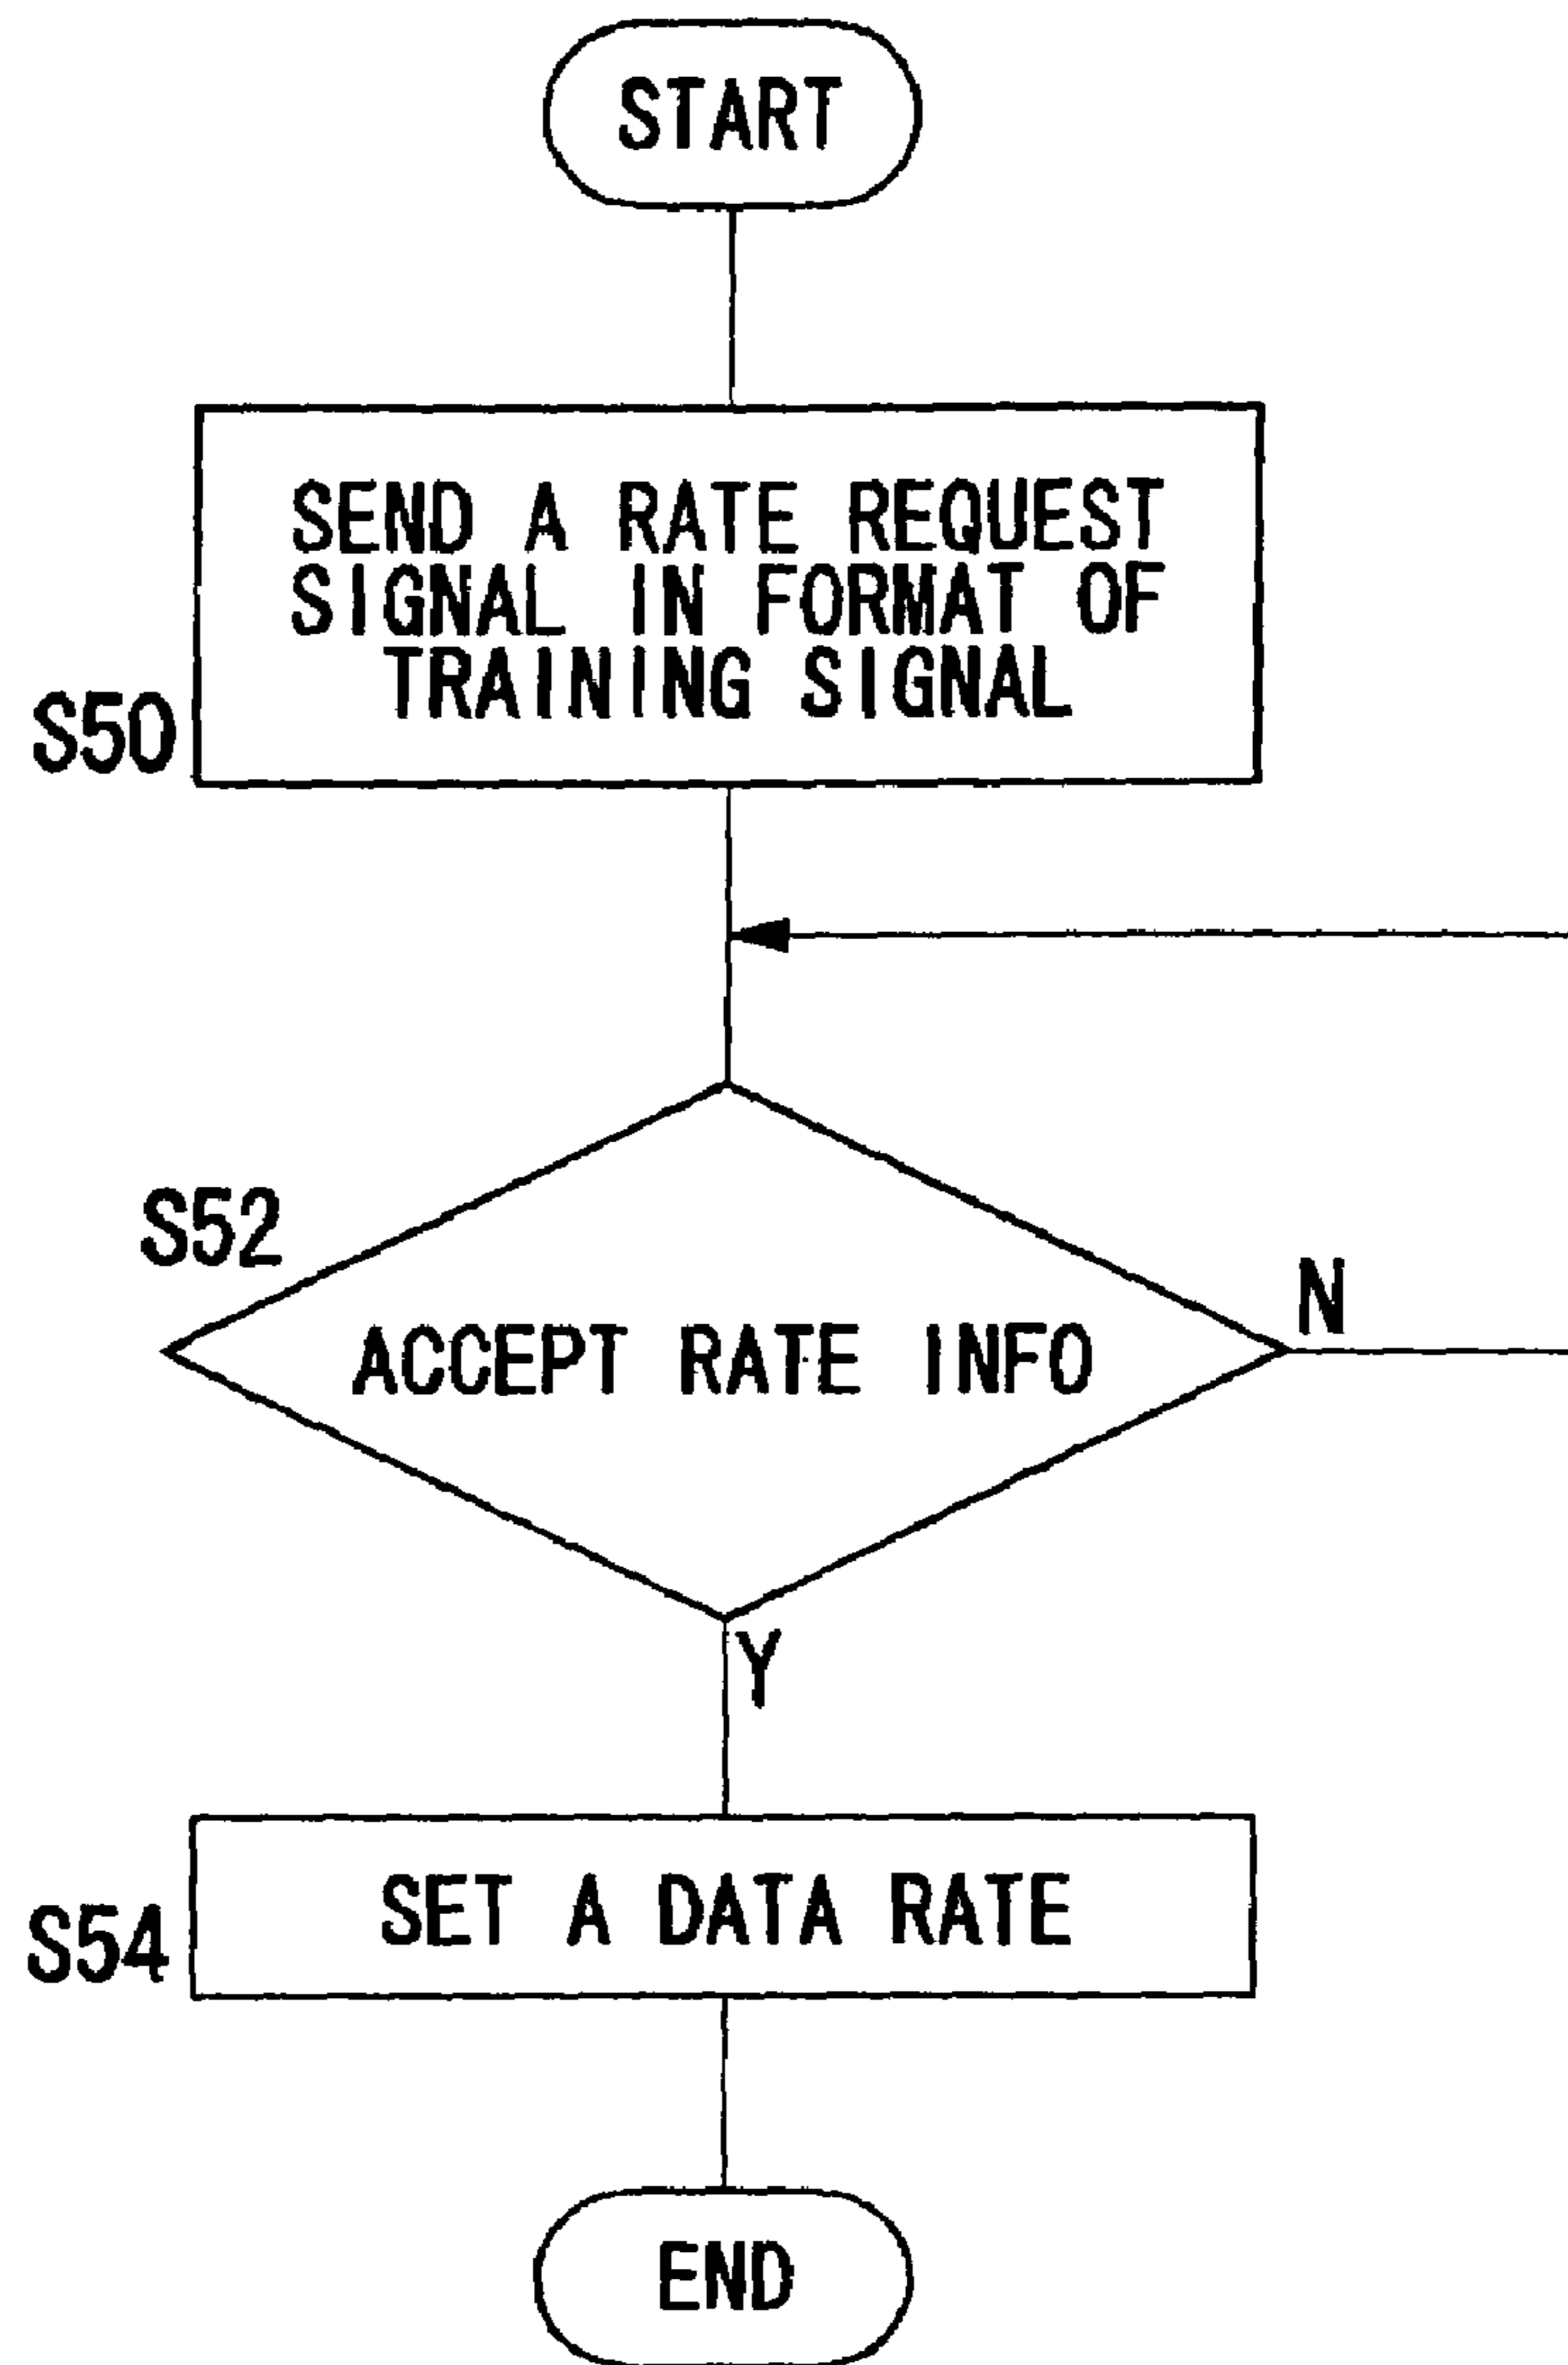 START
SEND A RATE REQUEST
SIGNAL IN FORMAT OF
TRAINING SIGNAL
S50
S52
ACCEPT RATE INFO
N
Y
SET A DATA RATE
S54
END